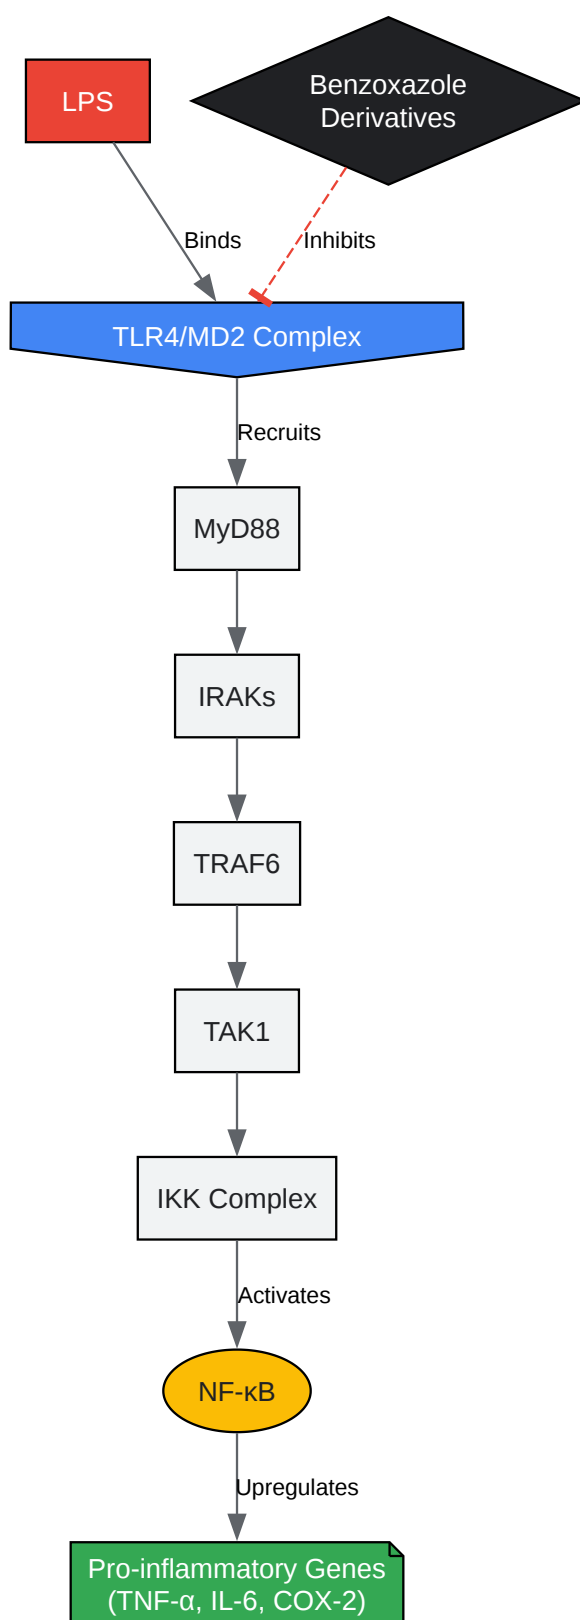 LPS
Benzoxazole
Derivatives
Binds
Inhibits
TLR4/MD2 Complex
Recruits
MyD88
IRAKs
TRAF6
TAK1
IKK Complex
Activates
NF-κB
Upregulates
Pro-inflammatory Genes
(TNF-α, IL-6, COX-2)